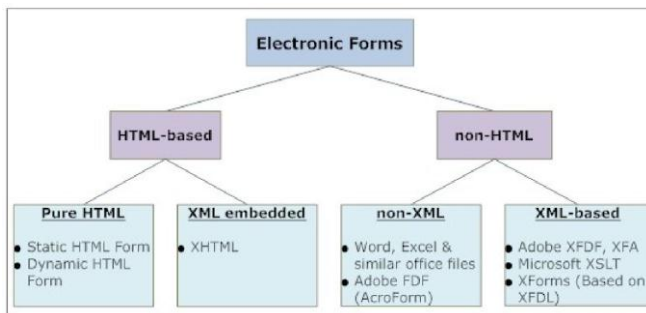 Electronic Forms
HTML-based
non-HTML
Pure HTML
• Static HTML Form
• Dynamic HTML
Form
XML embedded
• XHTML
non-XML
• Word, Excel &
similar office files
• Adobe FDF
(AcroForm)
XML-based
• Adobe XFDF, XFA
• Microsoft XSLT
• XForms (Based on
XFDL)